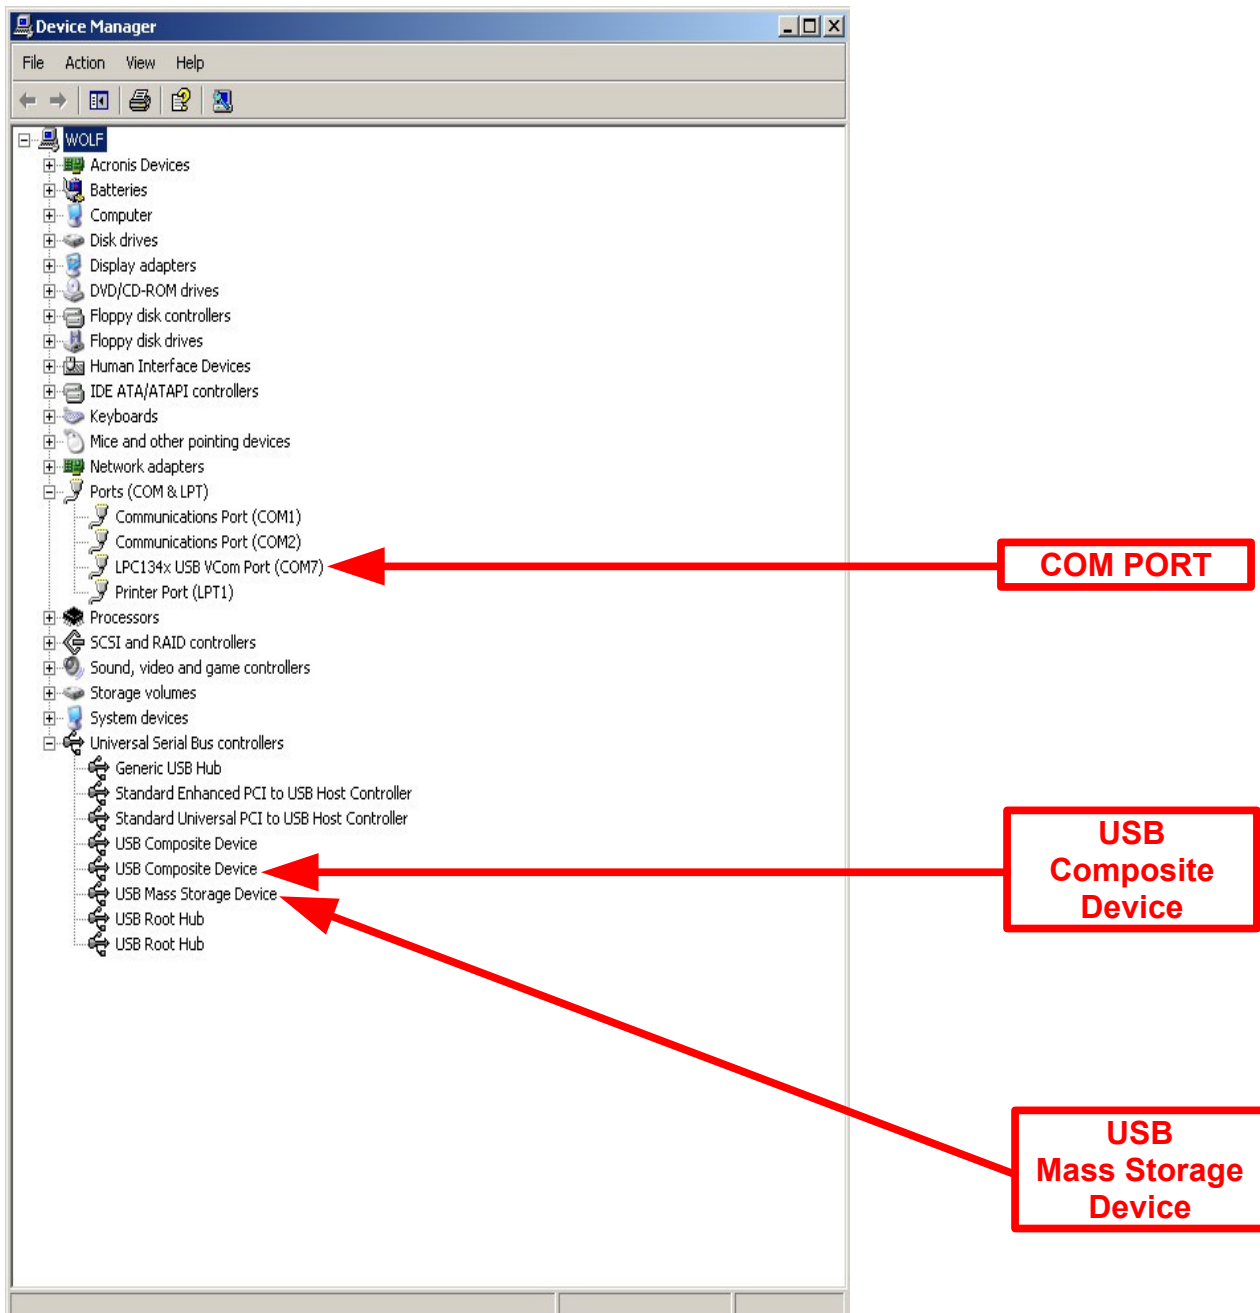 Device Manager
File Action View Help
WOLF
Acronis Devices
Batteries
Computer
Disk drives
Display adapters
DVD/CD-ROM drives
Floppy disk controllers
Floppy disk drives
Human Interface Devices
IDE ATA/ATAPI controllers
Keyboards
Mice and other pointing devices
Network adapters
Ports (COM & LPT)
Communications Port (COM1)
Communications Port (COM2)
LPC134x USB VCom Port (COM7)
COM PORT
Printer Port (LPT1)
Processors
SCSI and RAID controllers
Sound, video and game controllers
Storage volumes
System devices
Universal Serial Bus controllers
Generic USB Hub
Standard Enhanced PCI to USB Host Controller
Standard Universal PCI to USB Host Controller
USB Composite Device
USB Composite Device
USB Mass Storage Device
USB Root Hub
USB Root Hub
USB
Composite
Device
USB
Mass Storage
Device